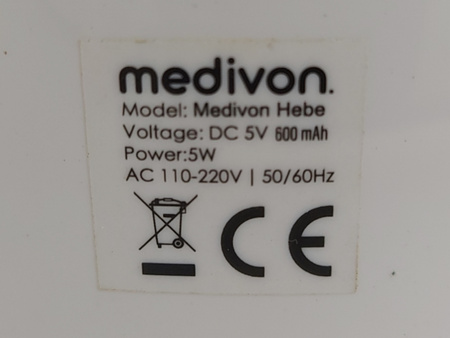 medivon.
Model: Medivon Hebe
Voltage: DC 5V 600 mAh
Power:5W
AC 110-220V | 50/60Hz
CE